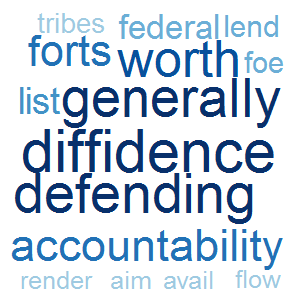 tribes federal lend
forts worth foe
list generally
diffidence
defending
accountability
render aim avail flow